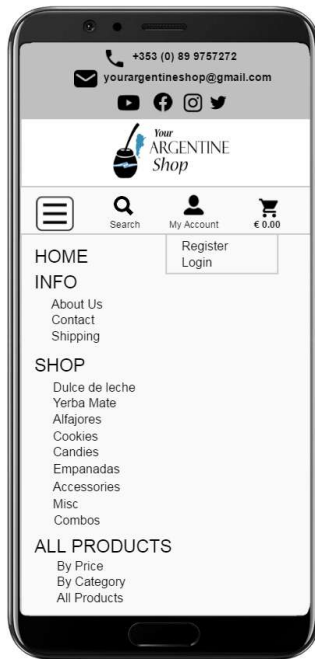 +353 (0) 89 9757272
yourargentineshop@gmail.com
Your
ARGENTINE
Shop
Search
My Account
€ 0.00
Register
Login
HOME
INFO
About Us
Contact
Shipping
SHOP
Dulce de leche
Yerba Mate
Alfajores
Cookies
Candies
Empanadas
Accessories
Misc
Combos
ALL PRODUCTS
By Price
By Category
All Products